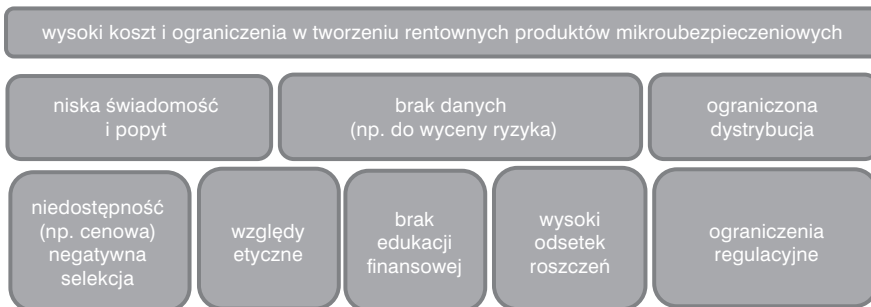 wysoki koszt i ograniczenia w tworzeniu rentownych produktów mikroubezpieczeniowych
niska świadomość
i popyt
brak danych
(np. do wyceny ryzyka)
ograniczona
dystrybucja
niedostępność
(np. cenowa)
negatywna
selekcja
względy
etyczne
brak
edukacji
finansowej
wysoki
odsetek
roszczeń
ograniczenia
regulacyjne